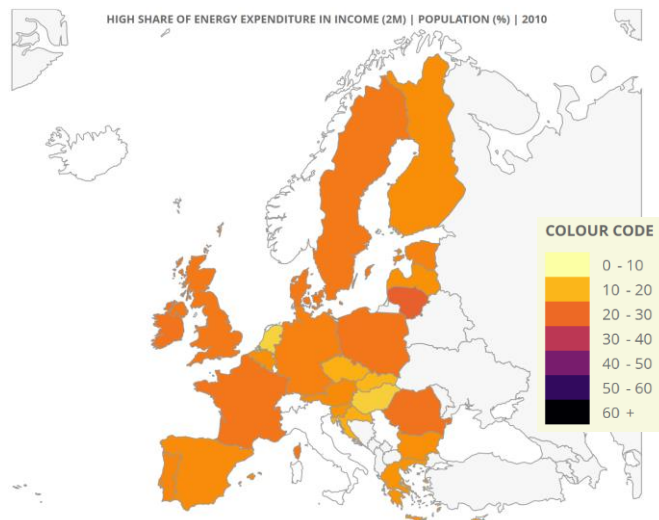 HIGH SHARE OF ENERGY EXPENDITURE IN INCOME (2M) | POPULATION (%) | 2010
COLOUR CODE
0 - 10
10 - 20
20 - 30
30 - 40
40 - 50
50 - 60
60 +